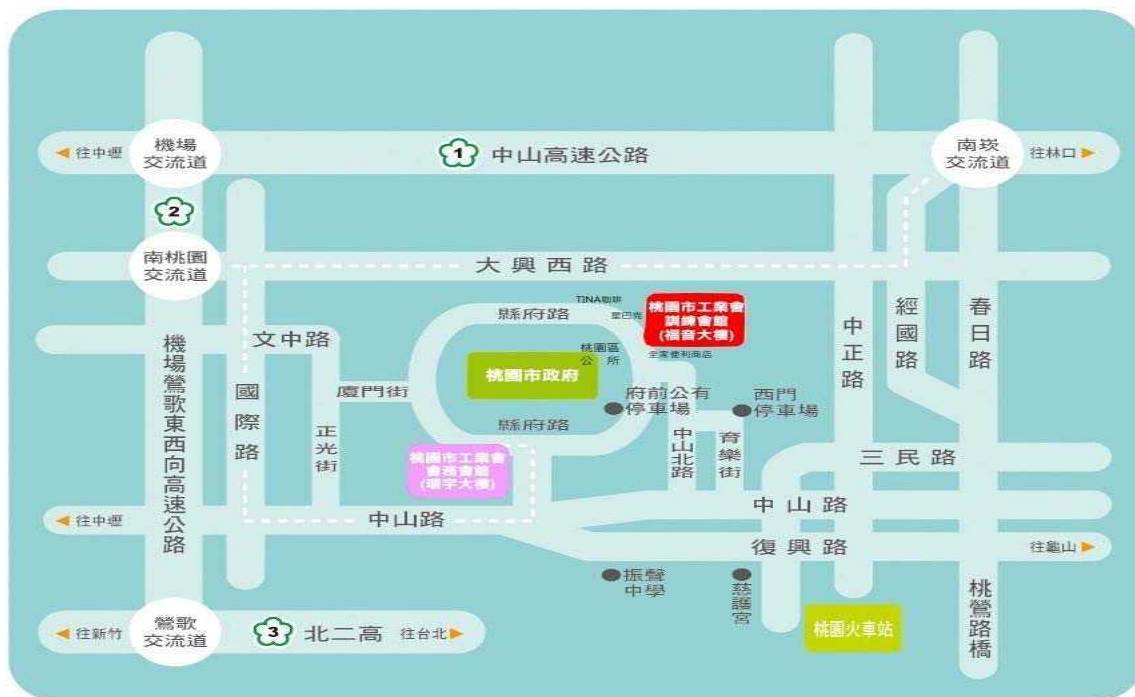 機場
交流道
往中壢
1
中山高速公路
南崁
交流道
往林口
2
南桃園
交流道
大興西路
TINA咖啡
星巴克
縣府路
桃園市工業會
訓練會館
(福音大樓)
全家便利商店
桃園區
公所
桃園市政府
文中路
廈門街
國際路
正光街
機場鶯歌東西向高速公路
府前公有
停車場
西門
停車場
縣府路
中山北路
育樂街
中正路
經國路
春日路
三民路
桃園市工業會
會務會館
(環宇大樓)
往中壢
中山路
中山路
復興路
往龜山
振聲
中學
慈護宮
桃園火車站
桃鶯路橋
往新竹
鶯歌
交流道
3
北二高
往台北